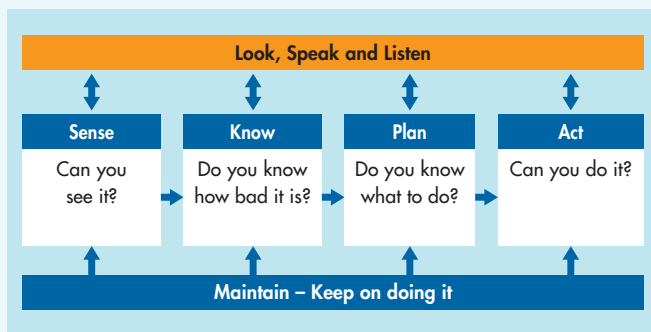 Look, Speak and Listen
Sense
Can you
see it?
Know
Do you know
how bad it is?
Plan
Do you know
what to do?
Act
Can you do it?
Maintain – Keep on doing it